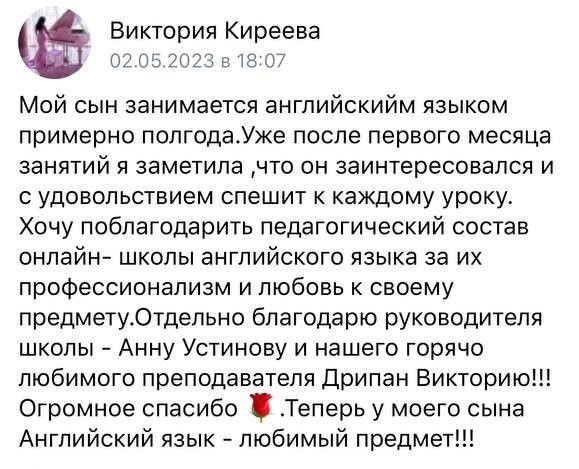 Виктория Киреева
02.05.2023 в 18:07
Мой сын занимается английскийм языком
примерно полгода.Уже после первого месяца
занятий я заметила ,что он заинтересовался и
с удовольствием спешит к каждому уроку.
Хочу поблагодарить педагогический состав
онлайн- школы английского языка за их
профессионализм и любовь к своему
предмету.Отдельно благодарю руководителя
школы - Анну Устинову и нашего горячо
любимого преподавателя Дрипан Викторию!!!
Огромное спасибо 🌹.Теперь у моего сына
Английский язык - любимый предмет!!!